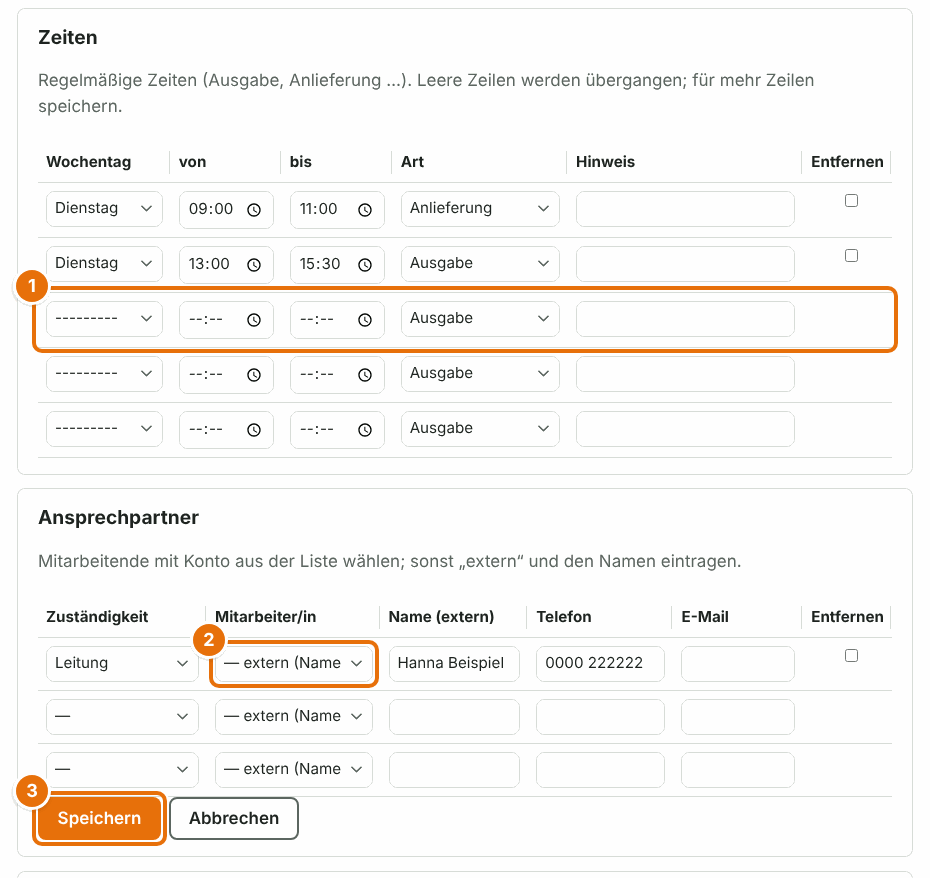 Zeiten
Regelmäßige Zeiten (Ausgabe, Anlieferung ...). Leere Zeilen werden übergangen; für mehr Zeilen
speichern.
Wochentag von bis Art Hinweis Entfernen
Dienstag 09:00 11:00 Anlieferung
Dienstag 13:00 15:30 Ausgabe
1
--------- --:-- --:-- Ausgabe
--------- --:-- --:-- Ausgabe
--------- --:-- --:-- Ausgabe
Ansprechpartner
Mitarbeitende mit Konto aus der Liste wählen; sonst „extern“ und den Namen eintragen.
Zuständigkeit Mitarbeiter/in Name (extern) Telefon E-Mail Entfernen
2
Leitung — extern (Name Hanna Beispiel 0000 222222
— — extern (Name
— — extern (Name
3
Speichern Abbrechen